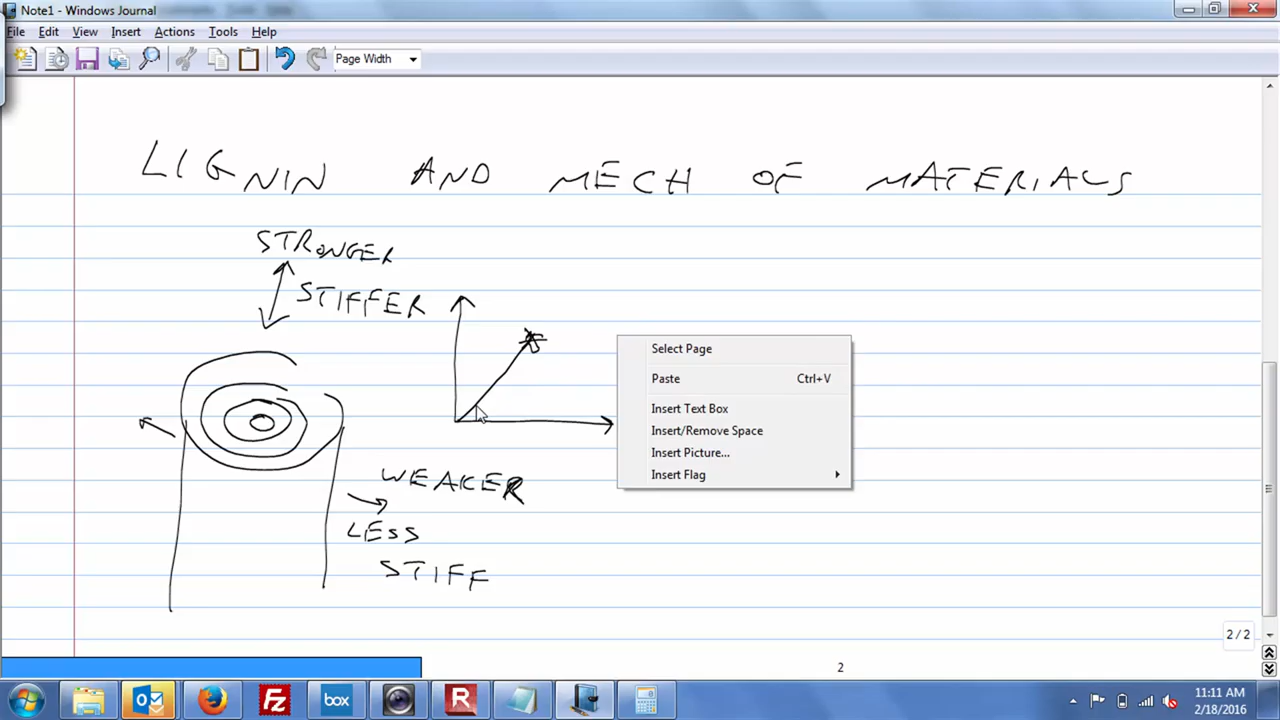 Note1 - Windows Journal
File Edit View Insert Actions Tools Help
Page Width
LIGNIN AND MECH OF MATERIALS
STRONGER
STIFFER
WEAKER
LESS
STIFF
Select Page
Paste Ctrl+V
Insert Text Box
Insert/Remove Space
Insert Picture...
Insert Flag
2 / 2
2
box
R
11:11 AM
2/18/2016